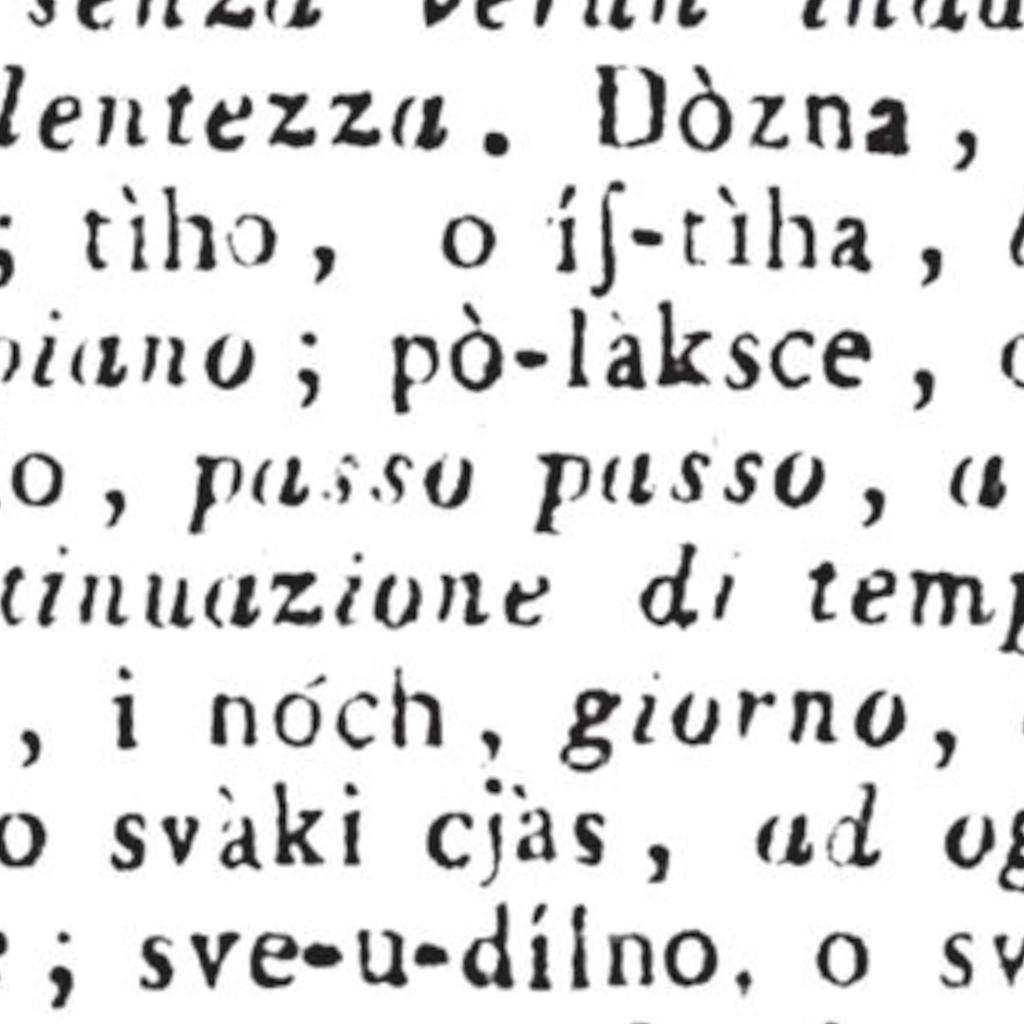 senza verun indu
lentezza. Dòzna,
; tìho, o íſ-tìha,
piano; pò-làksce, o
o, passo passo, a
tinuazione di temp
, i nóch, giorno,
o svàki cjàs, ad og
; sve-u-dílno, o sv